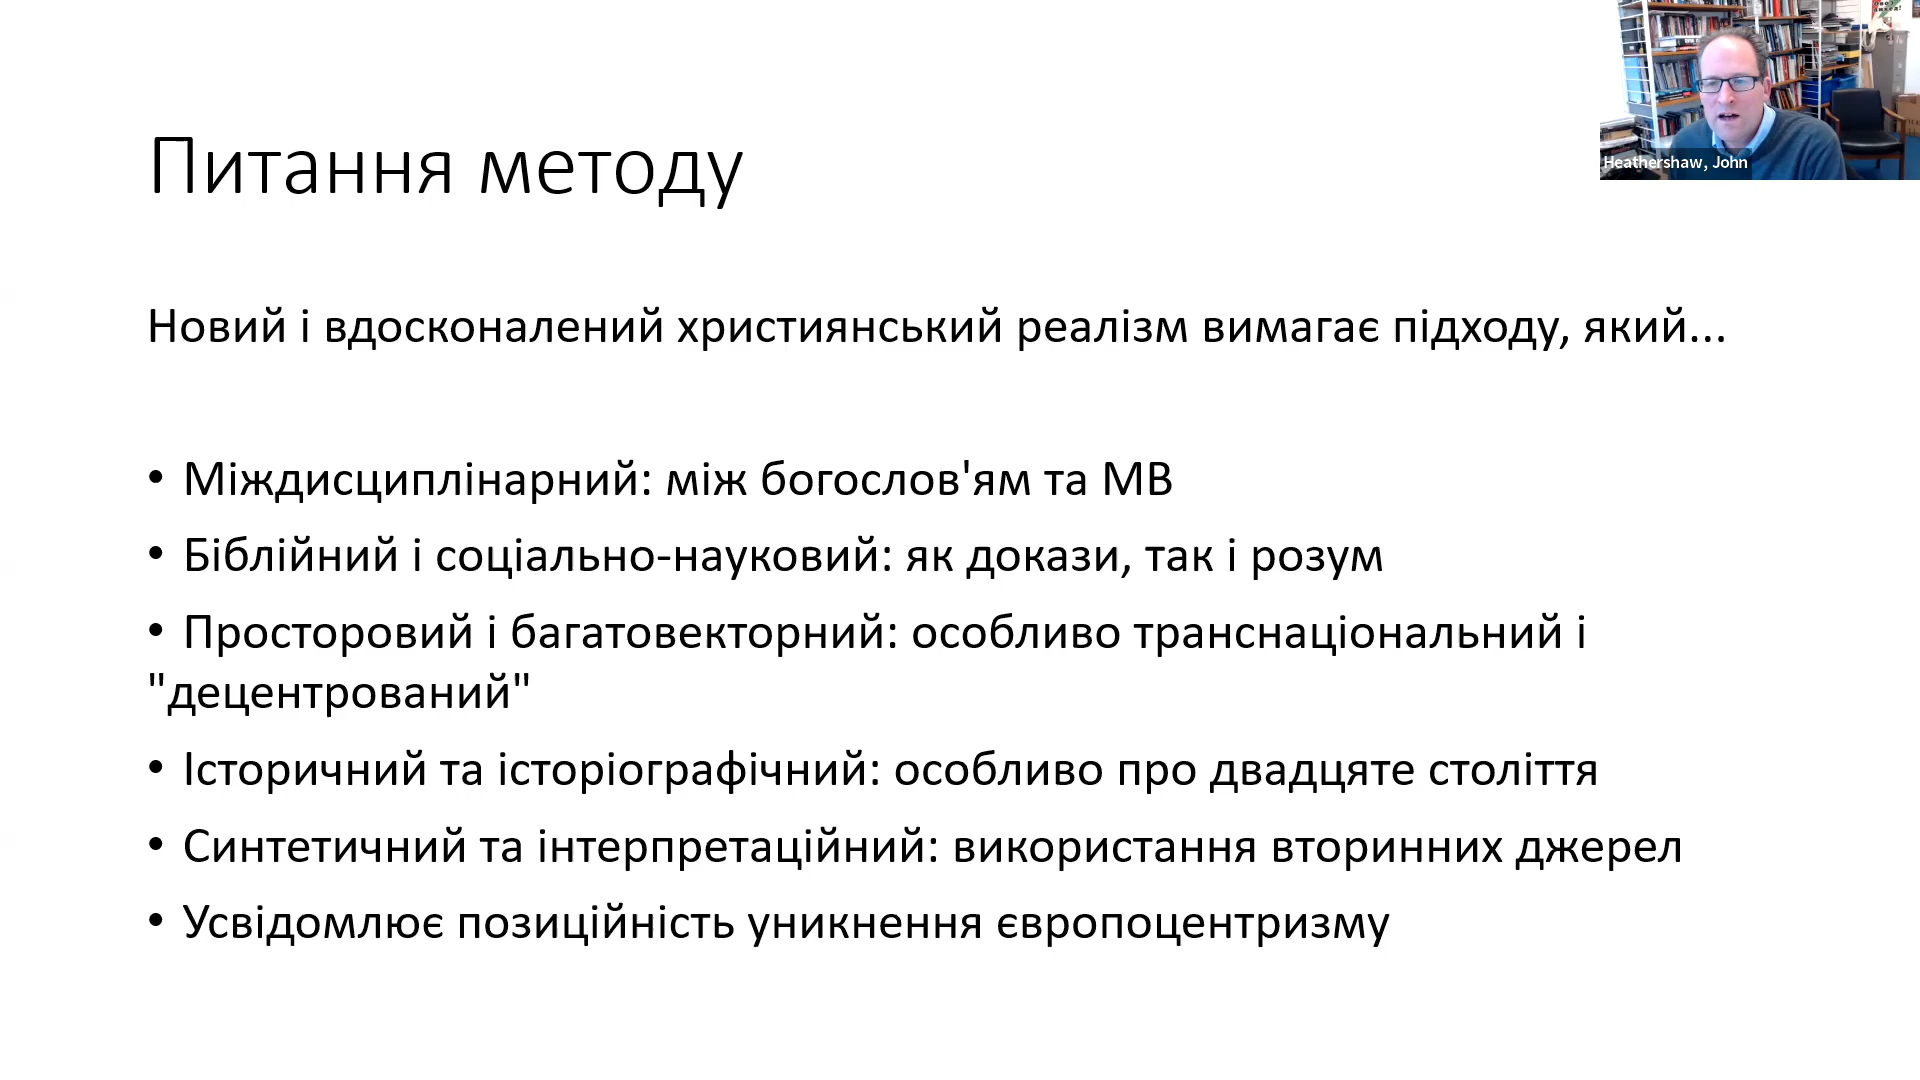 Heathershaw, John
Питання методу
Новий і вдосконалений християнський реалізм вимагає підходу, який...
• Міждисциплінарний: між богослов'ям та МВ
• Біблійний і соціально-науковий: як докази, так і розум
• Просторовий і багатовекторний: особливо транснаціональний і
"децентрований"
• Історичний та історіографічний: особливо про двадцяте століття
• Синтетичний та інтерпретаційний: використання вторинних джерел
• Усвідомлює позиційність уникнення європоцентризму